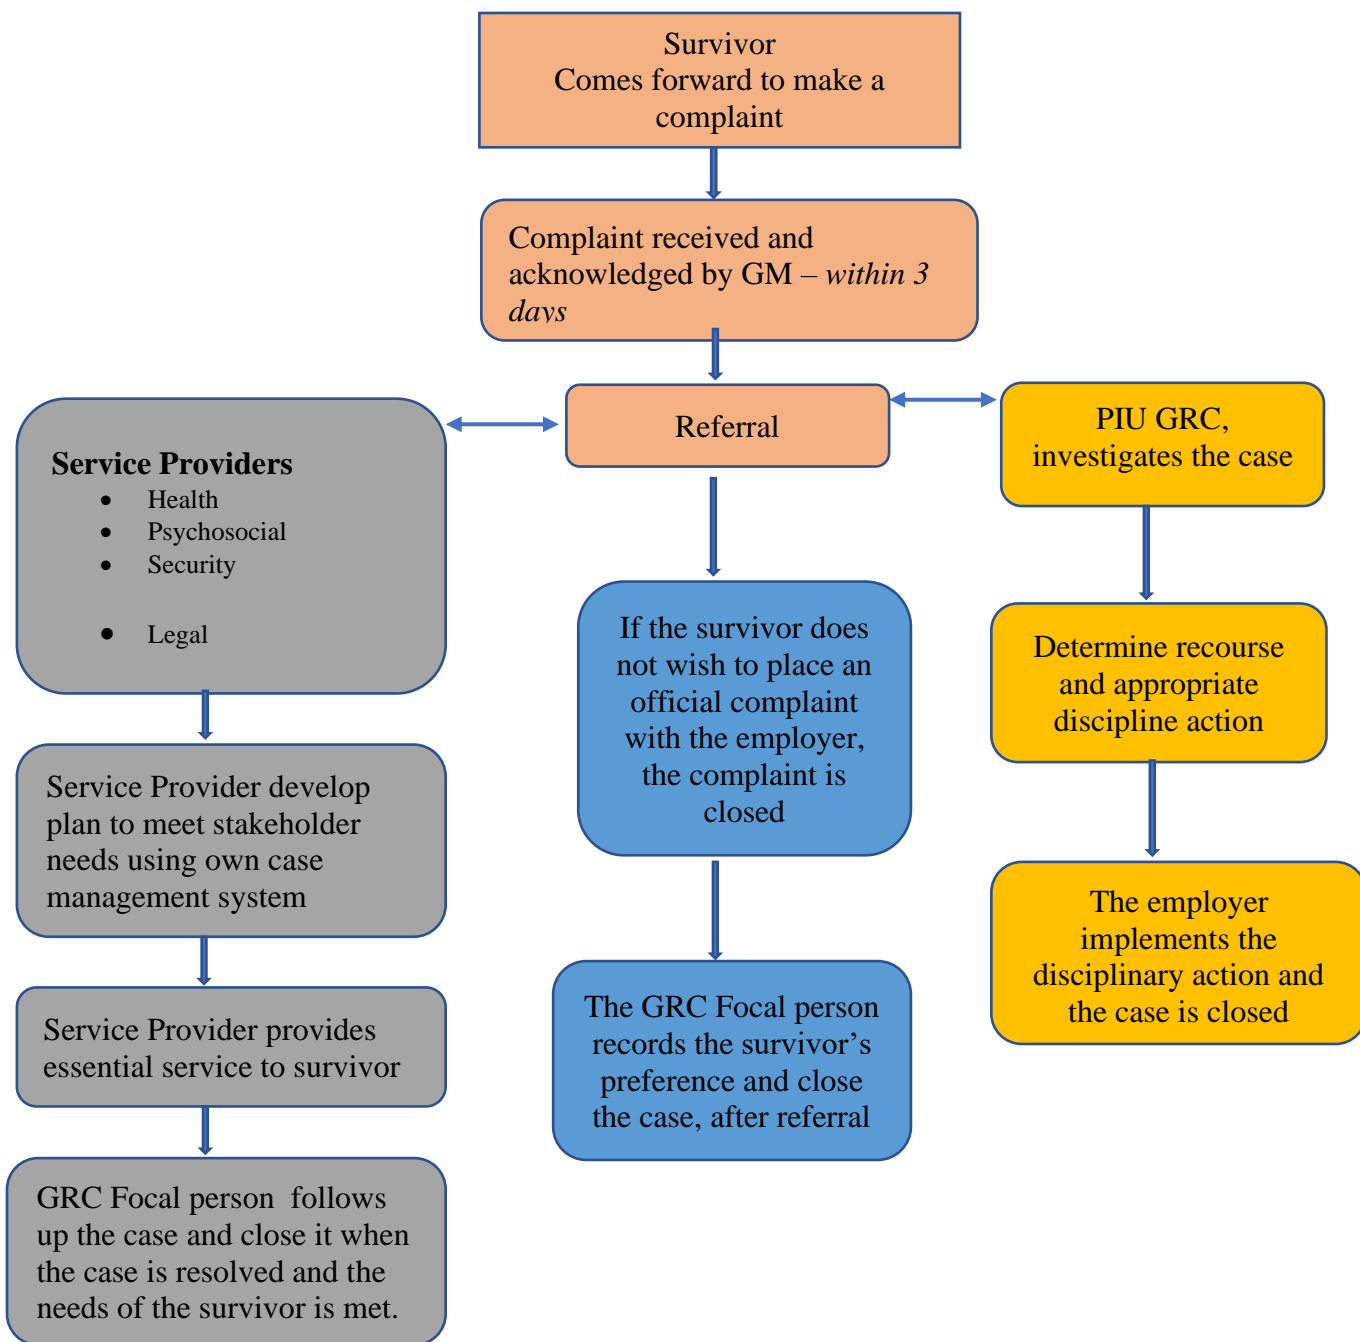 Survivor
Comes forward to make a
complaint
Complaint received and
acknowledged by GM – within 3
days
Referral
Service Providers
• Health
• Psychosocial
• Security
• Legal
Service Provider develop
plan to meet stakeholder
needs using own case
management system
Service Provider provides
essential service to survivor
GRC Focal person  follows
up the case and close it when
the case is resolved and the
needs of the survivor is met.
If the survivor does
not wish to place an
official complaint
with the employer,
the complaint is
closed
The GRC Focal person
records the survivor’s
preference and close
the case, after referral
PIU GRC,
investigates the case
Determine recourse
and appropriate
discipline action
The employer
implements the
disciplinary action and
the case is closed